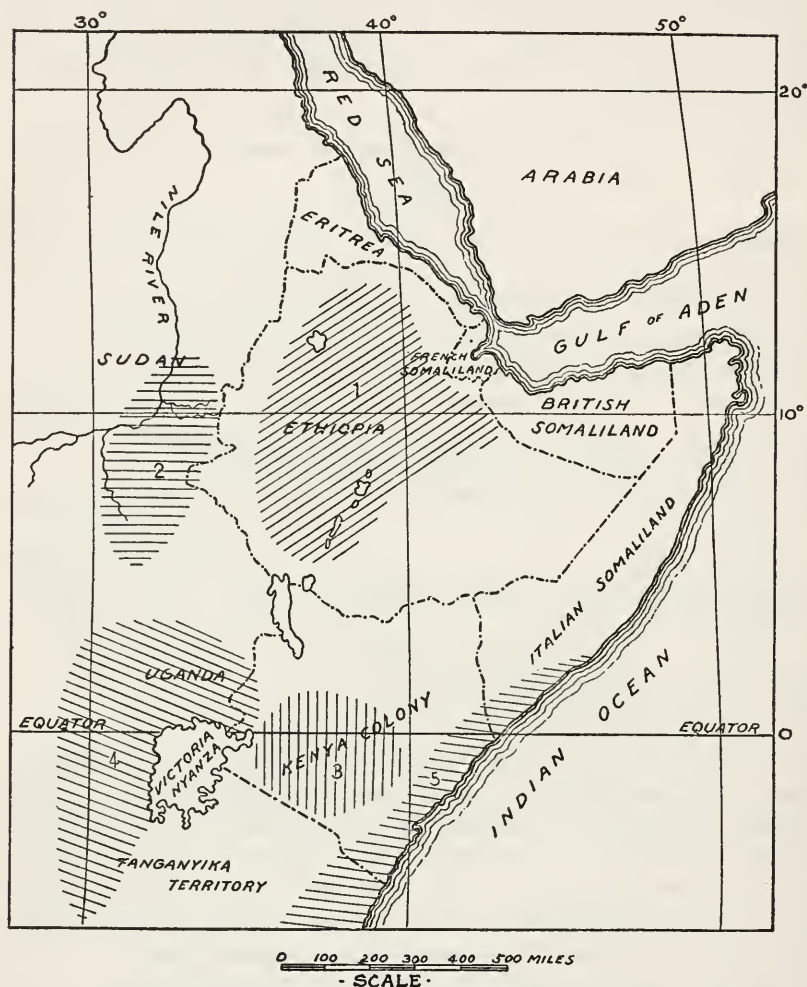 30°
40°
50°
20°
RED SEA
ARABIA
NILE RIVER
ERITREA
GULF OF ADEN
SUDAN
FRENCH
SOMALILAND
1
BRITISH
SOMALILAND
10°
ETHIOPIA
2
ITALIAN SOMALILAND
UGANDA
EQUATOR
EQUATOR
0
KENYA COLONY
VICTORIA
NYANZA
4
3
5
INDIAN OCEAN
TANGANYIKA
TERRITORY
0 100 200 300 400 500 MILES
- SCALE -